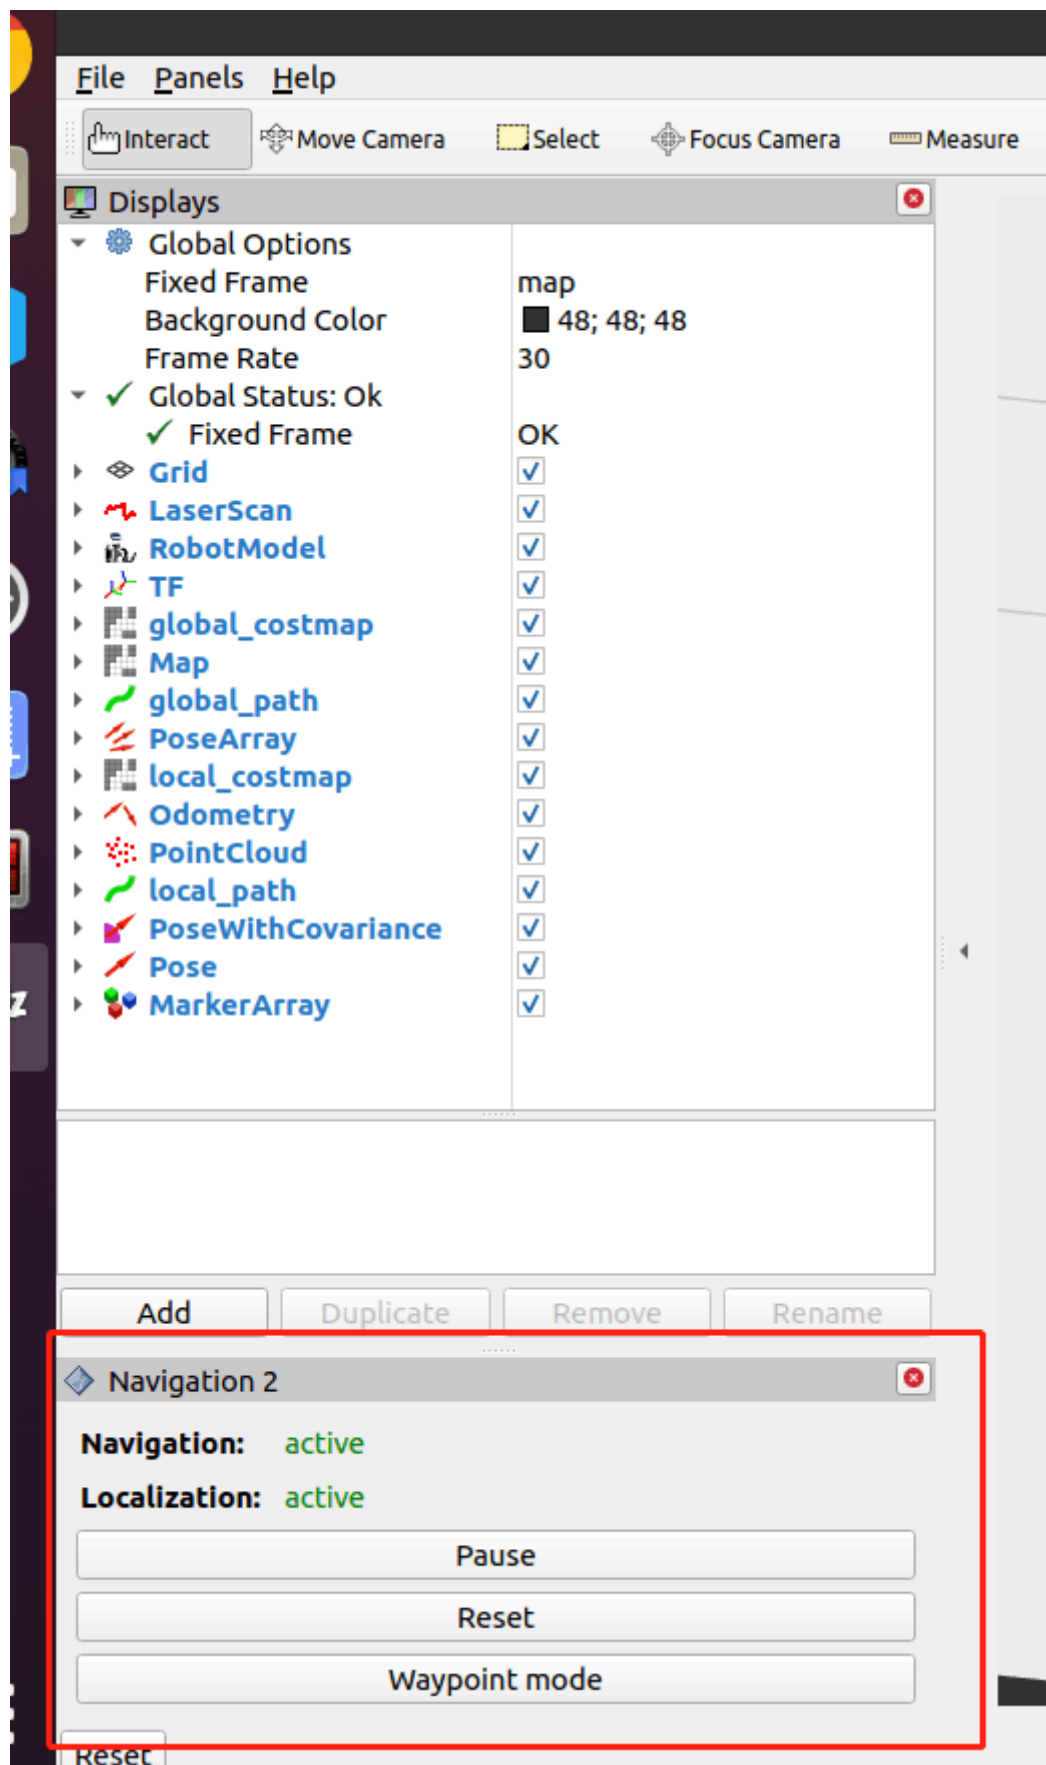 File Panels Help
Interact Move Camera Select Focus Camera Measure
Displays
Global Options
Fixed Frame map
Background Color 48; 48; 48
Frame Rate 30
Global Status: Ok
Fixed Frame OK
Grid
LaserScan
RobotModel
TF
global_costmap
Map
global_path
PoseArray
local_costmap
Odometry
PointCloud
local_path
PoseWithCovariance
Pose
MarkerArray
Add Duplicate Remove Rename
Navigation 2
Navigation: active
Localization: active
Pause
Reset
Waypoint mode
Reset